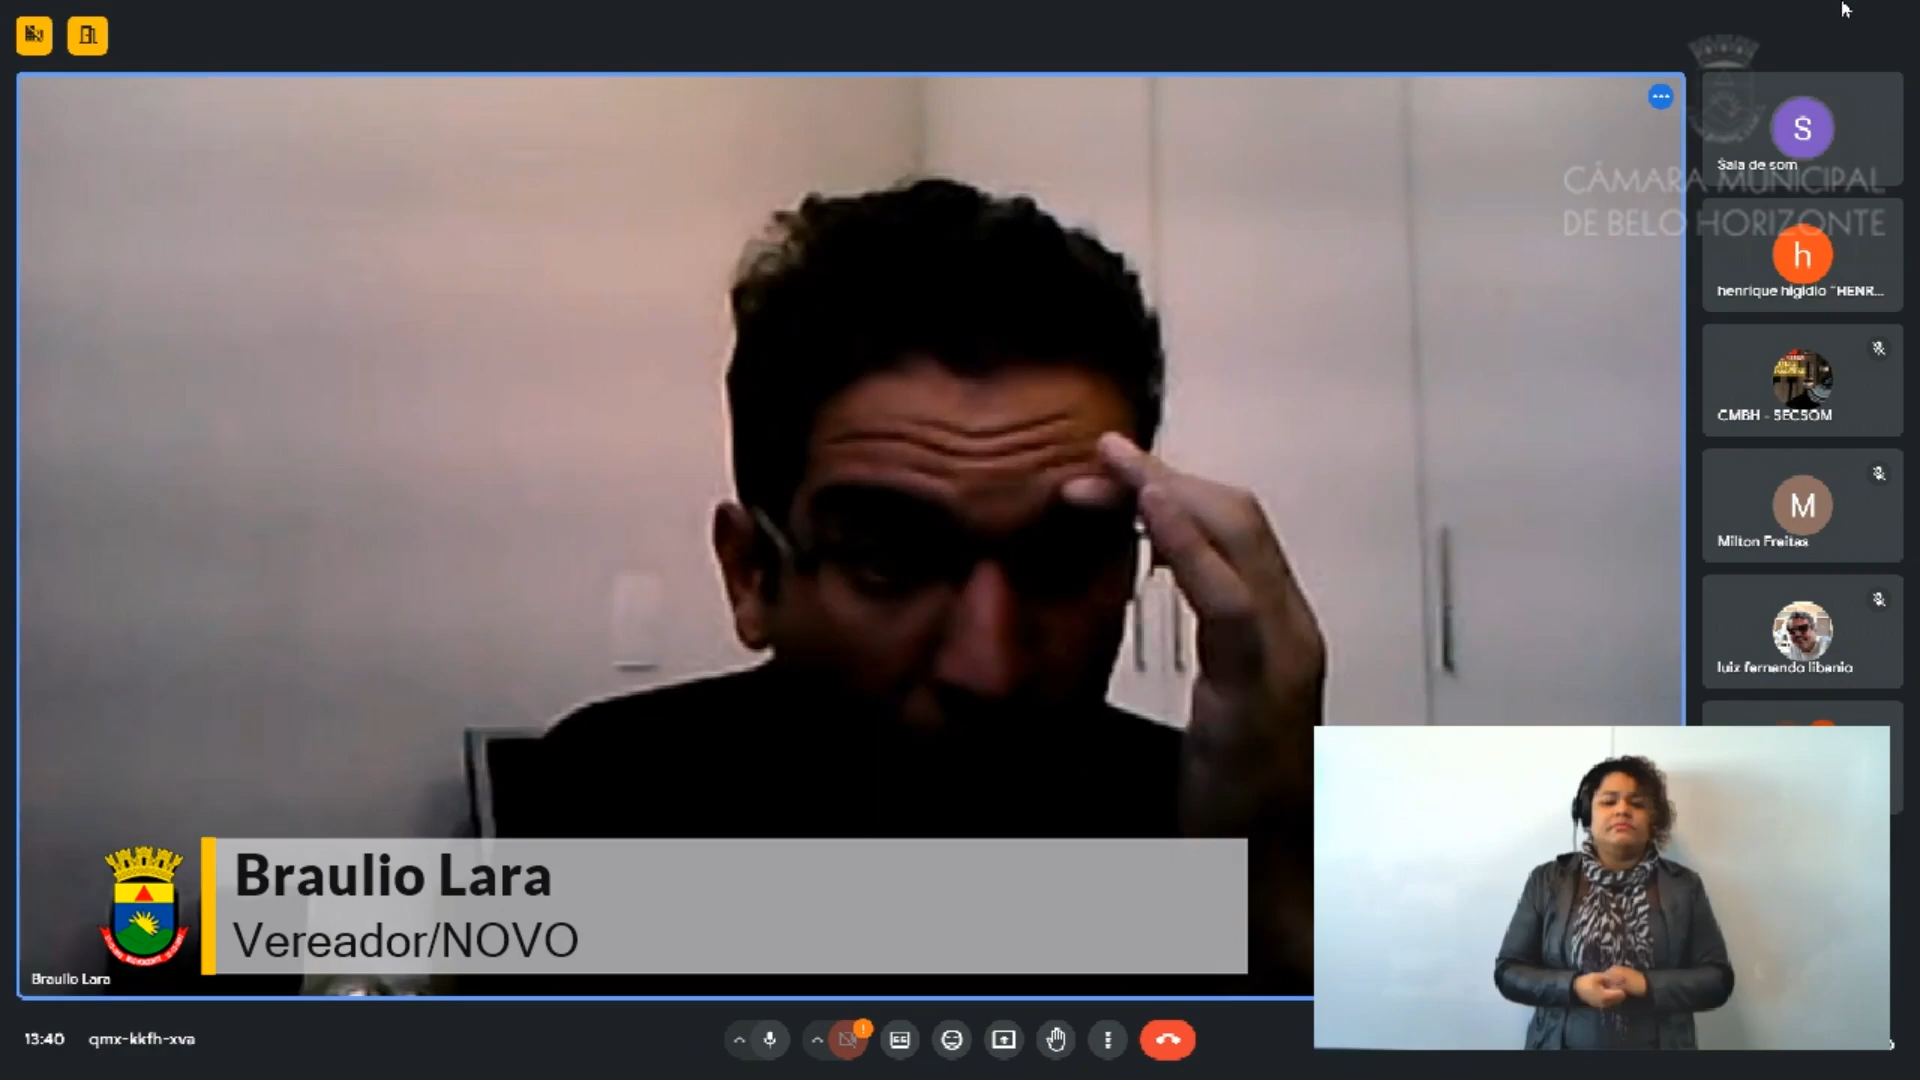 S
Sala de som
CÂMARA MUNICIPAL
DE BELO HORIZONTE
h
henrique higidio "HENR...
CMBH - SECSOM
M
Milton Freitas
luiz fernando libanio
Braulio Lara
Vereador/NOVO
Braulio Lara
13:40
qmx-kkfh-xva